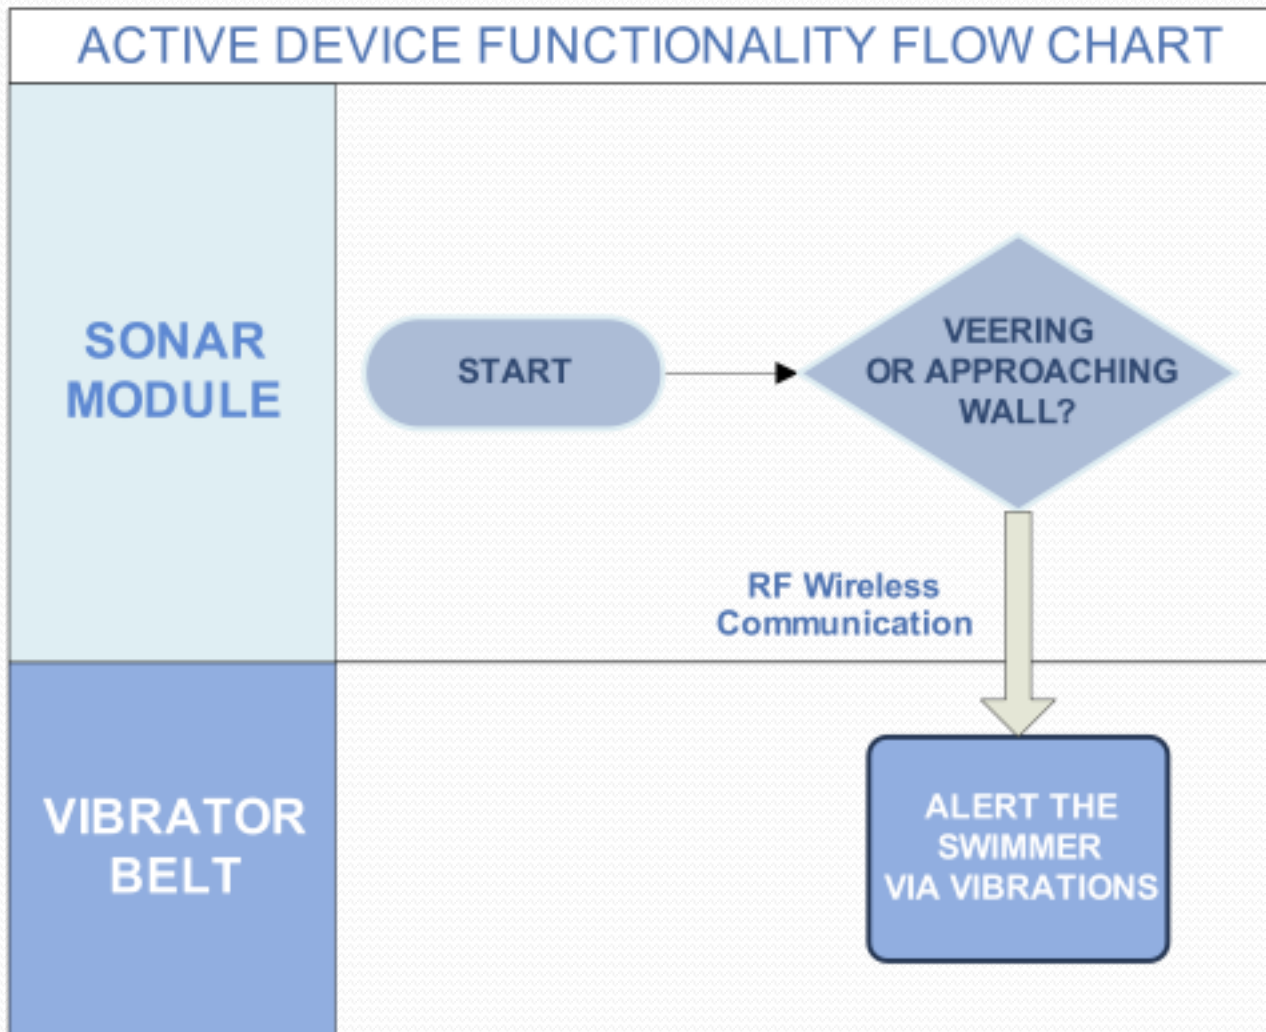 ACTIVE DEVICE FUNCTIONALITY FLOW CHART
SONAR
MODULE
START
VEERING
OR APPROACHING
WALL?
RF Wireless
Communication
VIBRATOR
BELT
ALERT THE
SWIMMER
VIA VIBRATIONS